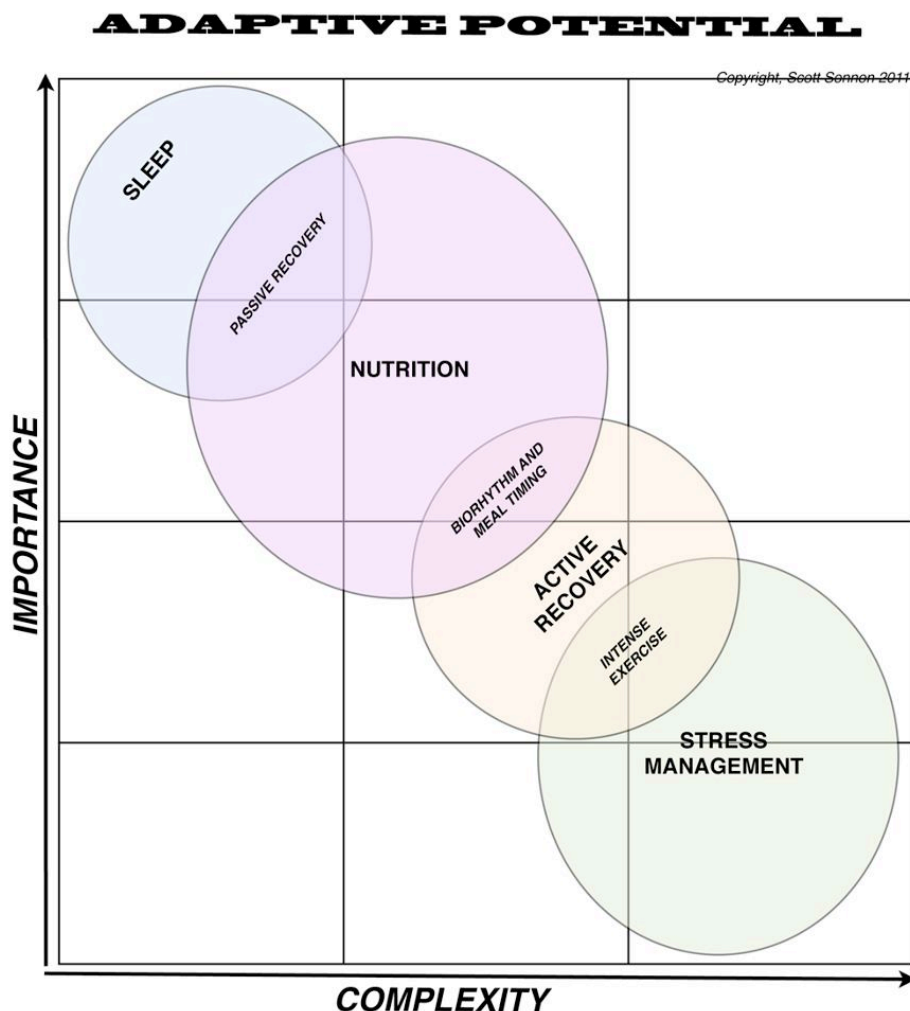 ADAPTIVE POTENTIAL
Copyright, Scott Sonnon 2011
SLEEP
PASSIVE RECOVERY
NUTRITION
BIORHYTHM AND
MEAL TIMING
ACTIVE
RECOVERY
INTENSE
EXERCISE
STRESS
MANAGEMENT
IMPORTANCE
COMPLEXITY